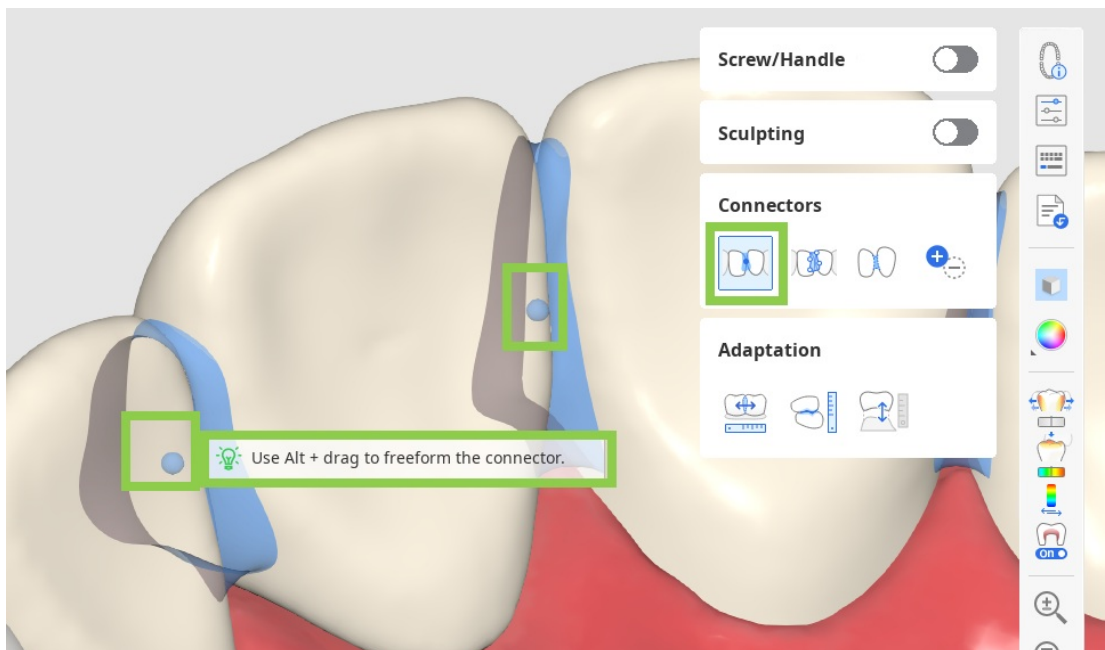 Screw/Handle
Sculpting
Connectors
Adaptation
Use Alt + drag to freeform the connector.
On